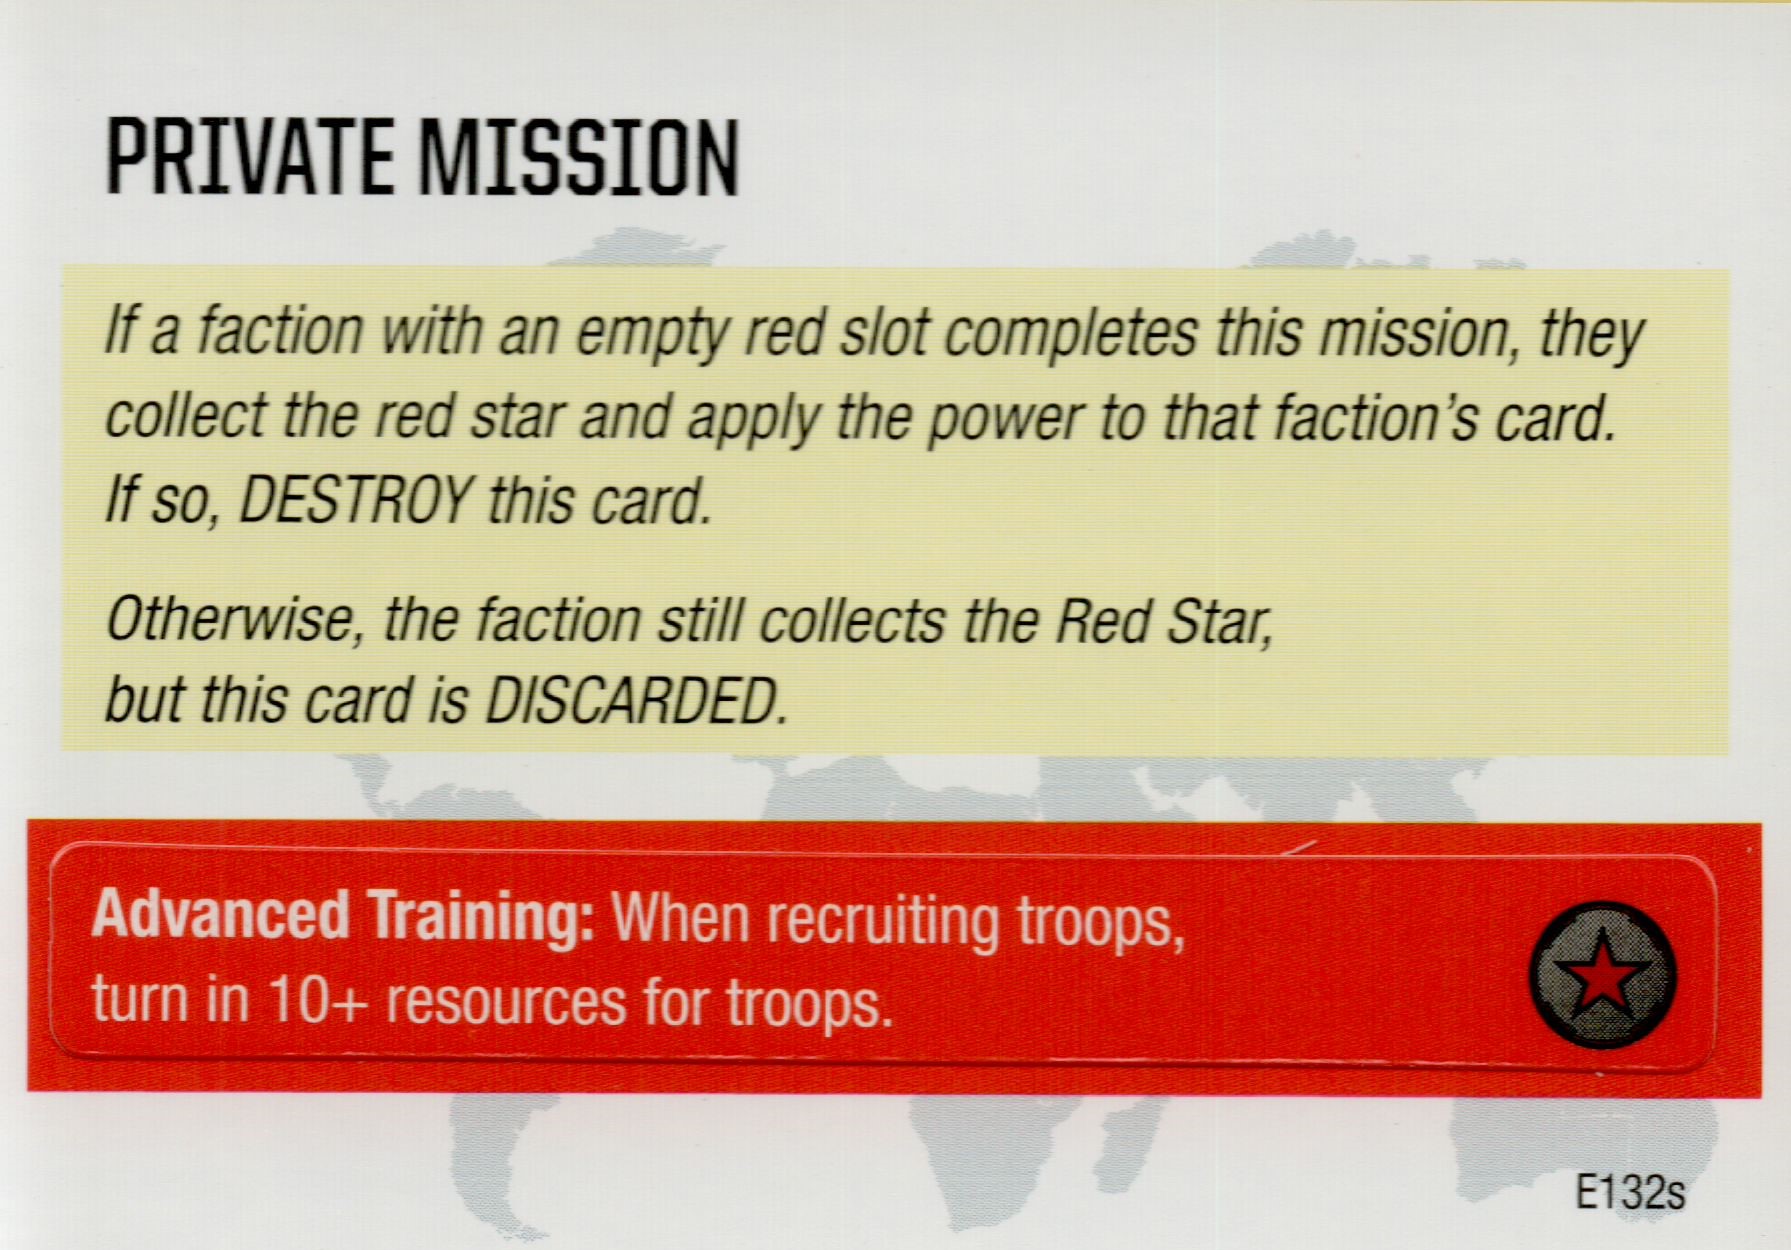 PRIVATE MISSION
If a faction with an empty red slot completes this mission, they
collect the red star and apply the power to that faction's card.
If so, DESTROY this card.
Otherwise, the faction still collects the Red Star,
but this card is DISCARDED.
Advanced Training: When recruiting troops,
turn in 10+ resources for troops.
E132s